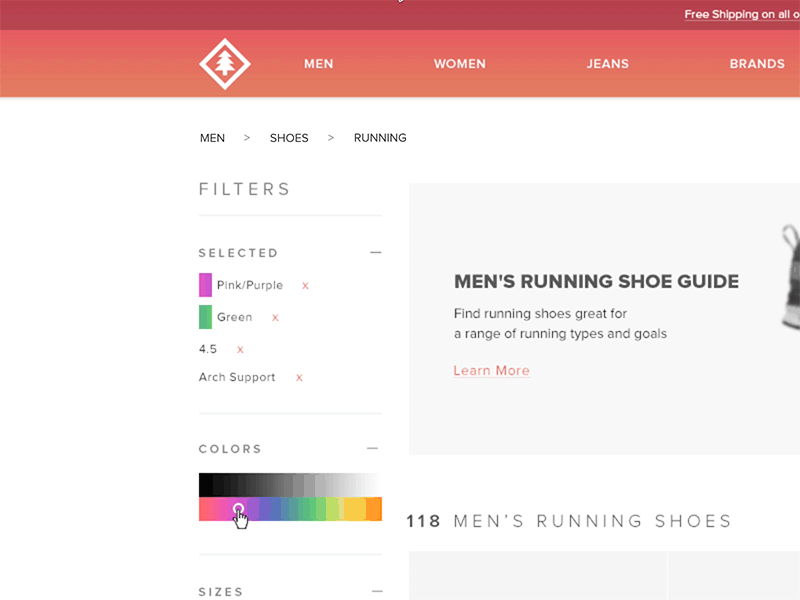 Free Shipping on all o
MEN WOMEN JEANS BRANDS
MEN > SHOES > RUNNING
FILTERS
SELECTED
Pink/Purple x
Green x
4.5 x
Arch Support x
COLORS
SIZES
MEN'S RUNNING SHOE GUIDE
Find running shoes great for
a range of running types and goals
Learn More
118 MEN'S RUNNING SHOES